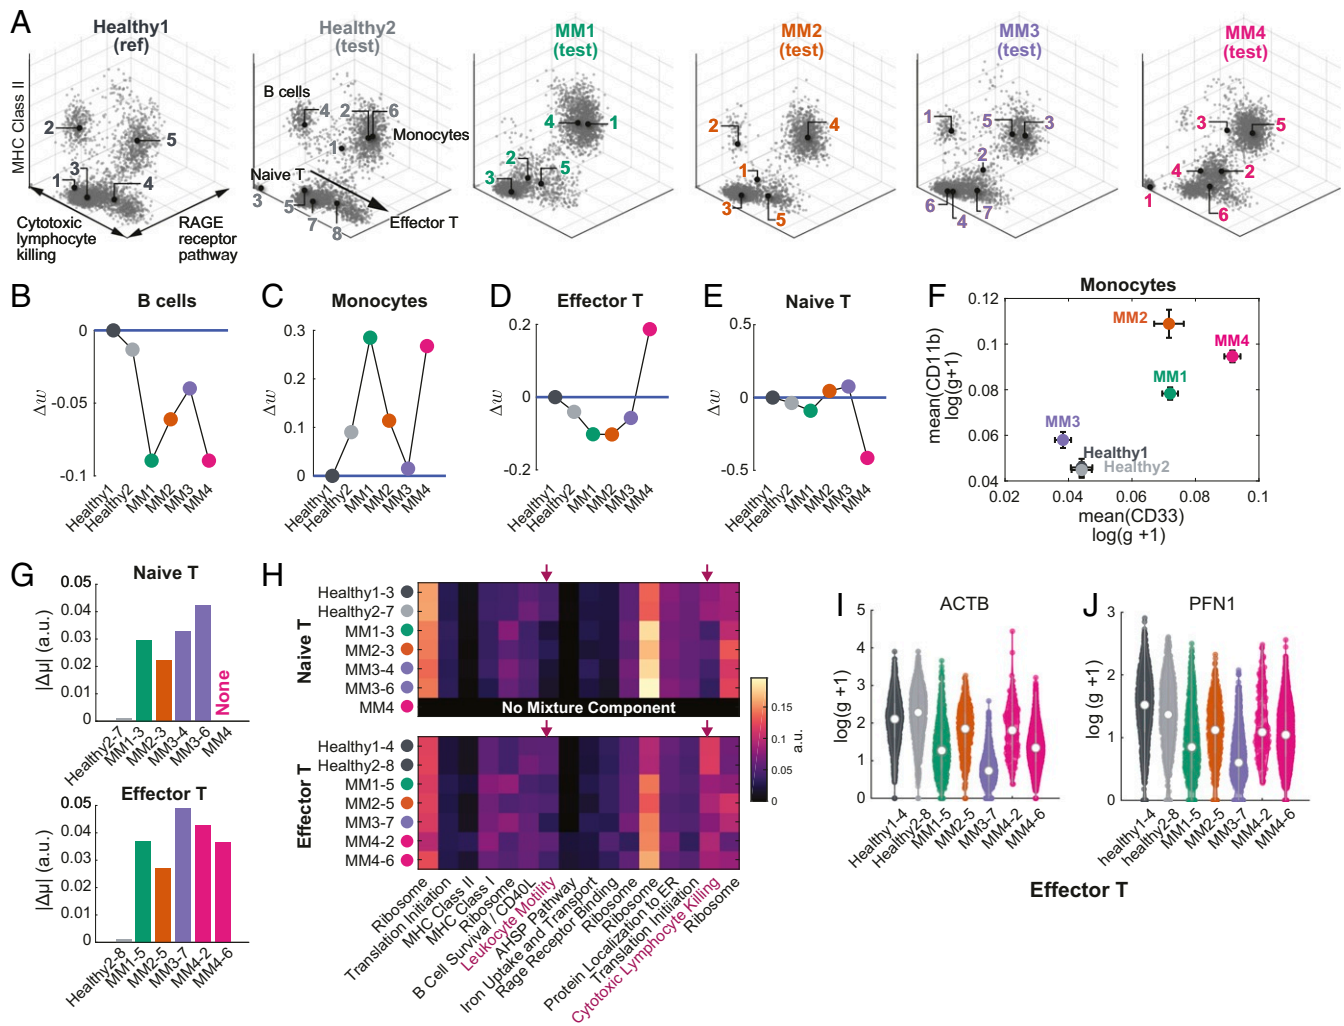 A
Healthy1
(ref)
Healthy2
(test)
MM1
(test)
MM2
(test)
MM3
(test)
MM4
(test)
MHC Class II
2
5
3
1
4
Cytotoxic
lymphocyte
killing
RAGE
receptor
pathway
B cells
4
2
6
Monocytes
1
Naive T
3
5
7
8
Effector T
4
1
2
5
3
2
4
1
3
5
1
5
3
2
6
4
7
3
5
4
2
1
6
B
B cells
Δw
0
-0.05
-0.1
Healthy1
Healthy2
MM1
MM2
MM3
MM4
C
Monocytes
Δw
0.3
0.2
0.1
0
Healthy1
Healthy2
MM1
MM2
MM3
MM4
D
Effector T
Δw
0.2
0
-0.2
Healthy1
Healthy2
MM1
MM2
MM3
MM4
E
Naive T
Δw
0.5
0
-0.5
Healthy1
Healthy2
MM1
MM2
MM3
MM4
F
Monocytes
mean(CD11b)
log(g+1)
0.12
0.1
0.08
0.06
0.04
MM2
MM4
MM1
MM3
Healthy1
Healthy2
0.02
0.04
0.06
0.08
0.1
mean(CD33)
log(g +1)
G
Naive T
|Δμ| (a.u.)
0.05
0.04
0.03
0.02
0.01
0
None
Healthy2-7
MM1-3
MM2-3
MM3-4
MM3-6
MM4
Effector T
|Δμ| (a.u.)
0.05
0.04
0.03
0.02
0.01
0
Healthy2-8
MM1-5
MM2-5
MM3-7
MM4-2
MM4-6
H
Naive T
Healthy1-3
Healthy2-7
MM1-3
MM2-3
MM3-4
MM3-6
MM4
No Mixture Component
Effector T
Healthy1-4
Healthy2-8
MM1-5
MM2-5
MM3-7
MM4-2
MM4-6
0.15
0.1
0.05
0
a.u.
Ribosome
Translation Initiation
MHC Class II
MHC Class I
Ribosome
B Cell Survival / CD40L
Leukocyte Motility
AHSP Pathway
Iron Uptake and Transport
Rage Receptor Binding
Ribosome
Ribosome
Protein Localization to ER
Translation Initiation
Cytotoxic Lymphocyte Killing
Ribosome
I
ACTB
log(g +1)
5
4
3
2
1
0
Healthy1-4
Healthy2-8
MM1-5
MM2-5
MM3-7
MM4-2
MM4-6
J
PFN1
log (g +1)
3
2
1
0
healthy1-4
healthy2-8
MM1-5
MM2-5
MM3-7
MM4-2
MM4-6
Effector T